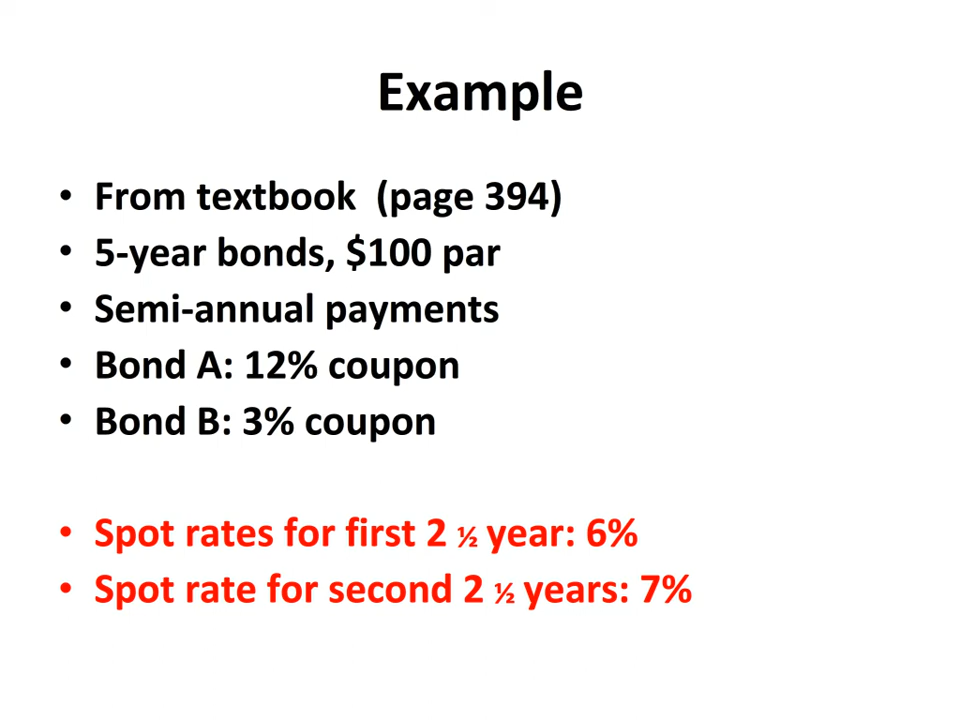 Example
• From textbook (page 394)
• 5-year bonds, $100 par
• Semi-annual payments
• Bond A: 12% coupon
• Bond B: 3% coupon
• Spot rates for first 2 ½ year: 6%
• Spot rate for second 2 ½ years: 7%